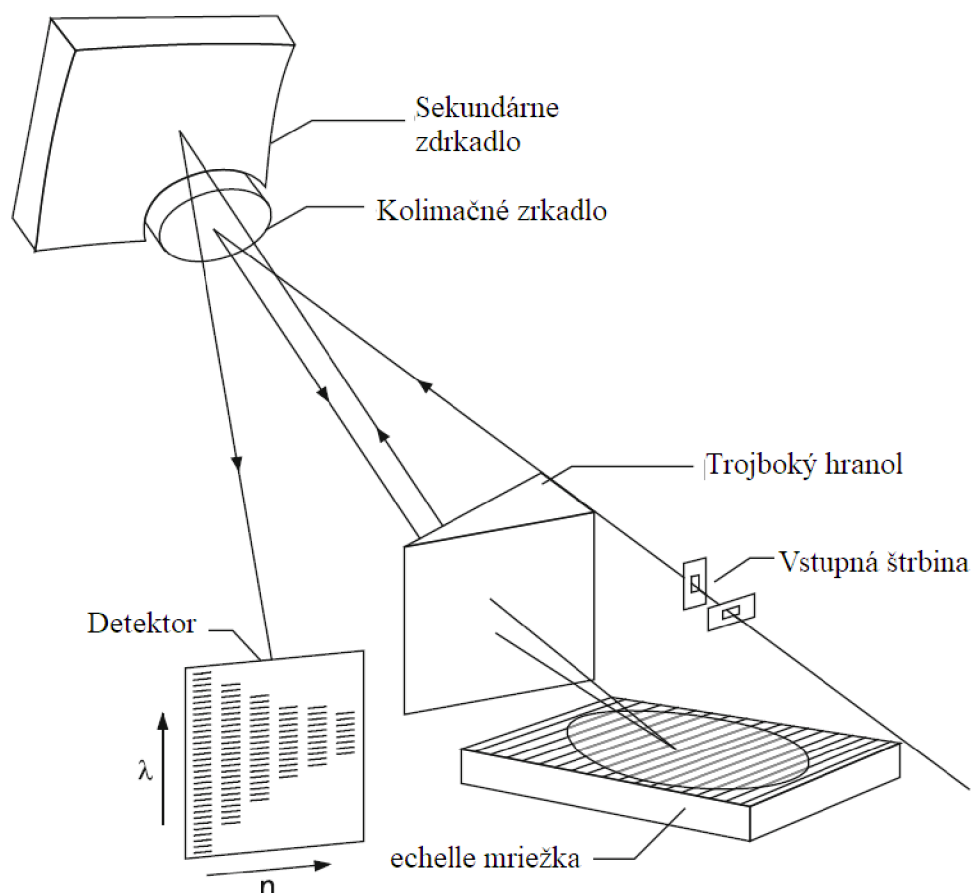 Sekundárne
zdrkadlo
Kolimačné zrkadlo
Trojboký hranol
Vstupná štrbina
Detektor
λ
echelle mriežka
n